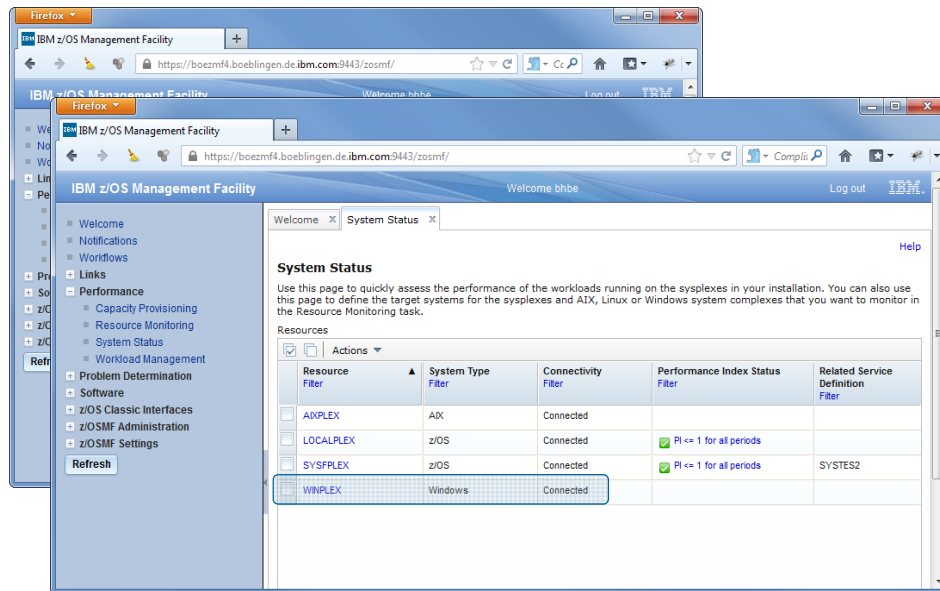 Firefox
IBM z/OS Management Facility
https://boezmf4.boeblingen.de.ibm.com:9443/zosmf/
IBM z/OS Management Facility Welcome bhbe Log out IBM
Firefox
IBM z/OS Management Facility
https://boezmf4.boeblingen.de.ibm.com:9443/zosmf/
IBM z/OS Management Facility Welcome bhbe Log out IBM.
Welcome
Notifications
Workflows
Links
Performance
Capacity Provisioning
Resource Monitoring
System Status
Workload Management
Problem Determination
Software
z/OS Classic Interfaces
z/OSMF Administration
z/OSMF Settings
Refresh
Welcome X System Status X
Help
System Status
Use this page to quickly assess the performance of the workloads running on the sysplexes in your installation. You can also use
this page to define the target systems for the sysplexes and AIX, Linux or Windows system complexes that you want to monitor in
the Resource Monitoring task.
Resources
Actions
Resource System Type Connectivity Performance Index Status Related Service
Filter Filter Filter Filter Definition
Filter
AIXPLEX AIX Connected
LOCALPLEX z/OS Connected PI <= 1 for all periods
SYSFPLEX z/OS Connected PI <= 1 for all periods SYSTES2
WINPLEX Windows Connected